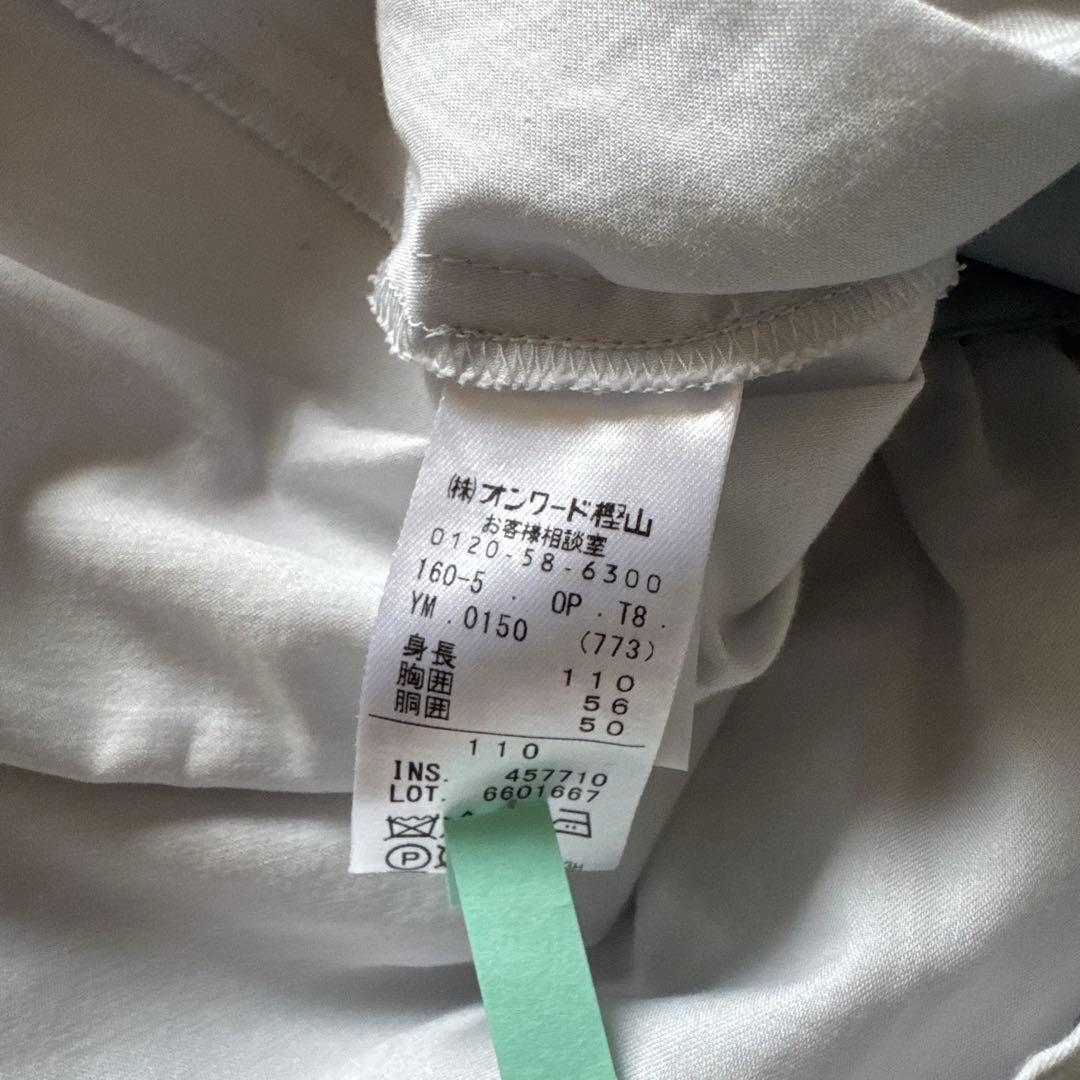 (株)オンワード樫山
お客様相談室
0120-58-6300
160-5 . OP . T8 .
YM . 0150 (773)
身長 110
胸囲 56
胴囲 50
110
INS. 457710
LOT. 6601667
P